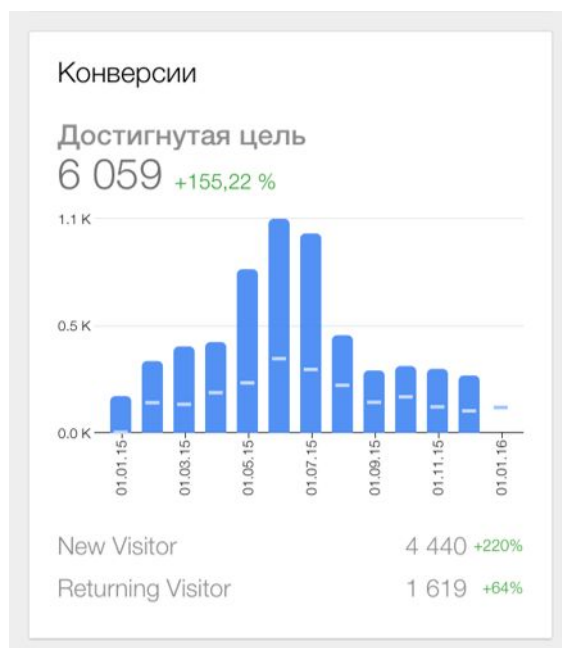 Конверсии
Достигнутая цель
6 059 +155,22 %
1.1 K
0.5 K
0.0 K
01.01.15 01.03.15 01.05.15 01.07.15 01.09.15 01.11.15 01.01.16
New Visitor 4 440 +220%
Returning Visitor 1 619 +64%